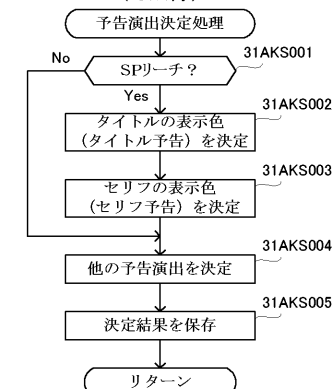 予告演出決定処理
31AKS001
No
SPリーチ？
Yes
31AKS002
タイトルの表示色
（タイトル予告）を決定
31AKS003
セリフの表示色
（セリフ予告）を決定
31AKS004
他の予告演出を決定
31AKS005
決定結果を保存
リターン